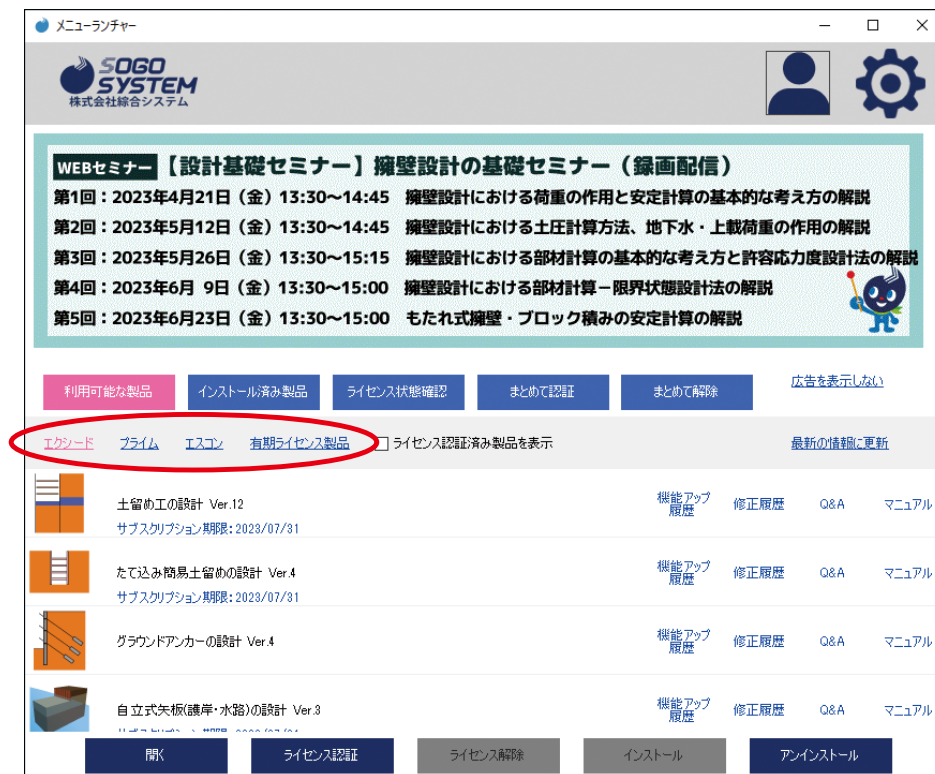 メニューランチャー
SOGO
SYSTEM
株式会社綜合システム
WEBセミナー 【設計基礎セミナー】擁壁設計の基礎セミナー（録画配信）
第1回：2023年4月21日（金）13:30～14:45 擁壁設計における荷重の作用と安定計算の基本的な考え方の解説
第2回：2023年5月12日（金）13:30～14:45 擁壁設計における土圧計算方法、地下水・上載荷重の作用の解説
第3回：2023年5月26日（金）13:30～15:15 擁壁設計における部材計算の基本的な考え方と許容応力度設計法の解説
第4回：2023年6月 9日（金）13:30～15:00 擁壁設計における部材計算－限界状態設計法の解説
第5回：2023年6月23日（金）13:30～15:00 もたれ式擁壁・ブロック積みの安定計算の解説
利用可能な製品 インストール済み製品 ライセンス状態確認 まとめて認証 まとめて解除 広告を表示しない
エクシード プライム エスコン 有期ライセンス製品 ライセンス認証済み製品を表示 最新の情報に更新
土留め工の設計 Ver.12 機能アップ履歴 修正履歴 Q&A マニュアル
サブスクリプション期限：2023/07/31
たて込み簡易土留めの設計 Ver.4 機能アップ履歴 修正履歴 Q&A マニュアル
サブスクリプション期限：2023/07/31
グラウンドアンカーの設計 Ver.4 機能アップ履歴 修正履歴 Q&A マニュアル
自立式矢板(護岸・水路)の設計 Ver.3 機能アップ履歴 修正履歴 Q&A マニュアル
開く ライセンス認証 ライセンス解除 インストール アンインストール